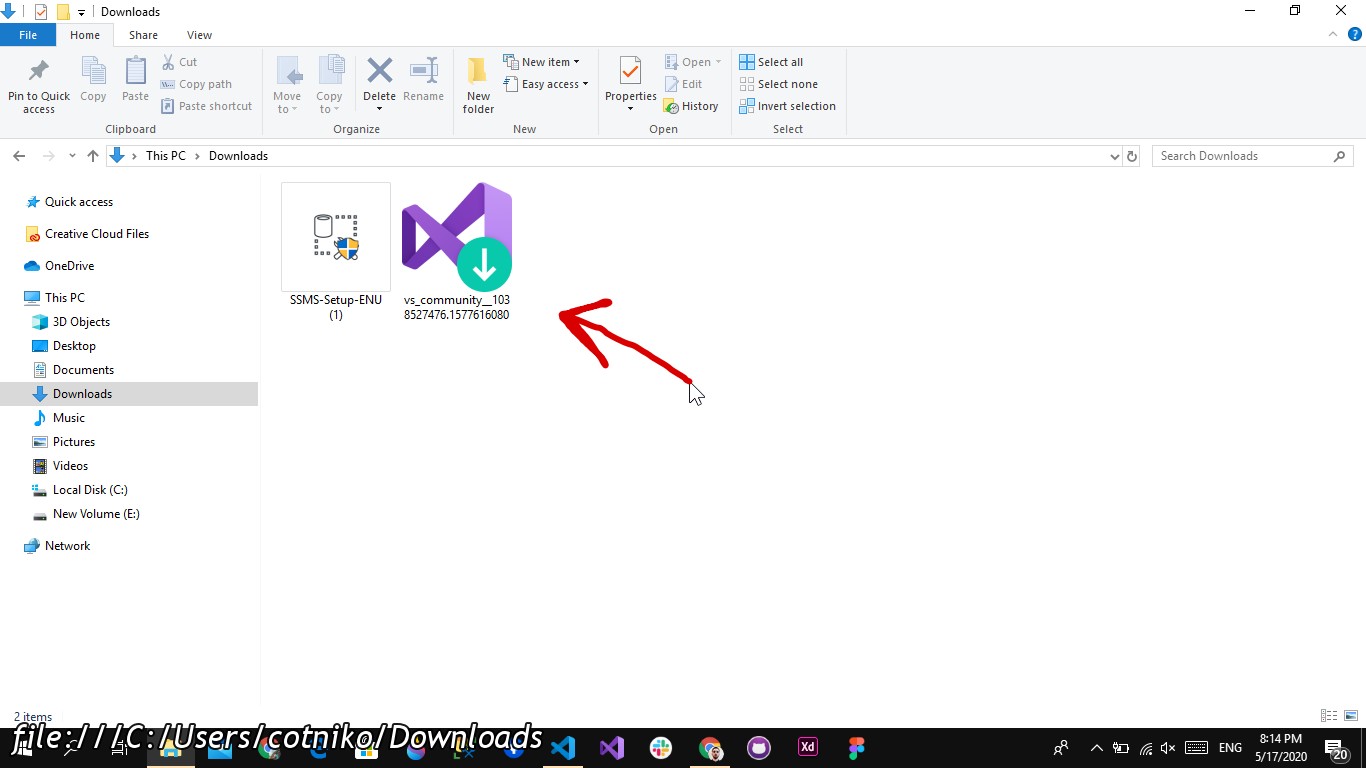 Downloads
File
Home
Share
View
Pin to Quick
access
Copy
Paste
Cut
Copy path
Paste shortcut
Clipboard
Move
to
Copy
to
Delete
Rename
Organize
New
folder
New item
Easy access
New
Properties
Open
Edit
History
Open
Select all
Select none
Invert selection
Select
This PC
Downloads
Search Downloads
Quick access
Creative Cloud Files
OneDrive
This PC
3D Objects
Desktop
Documents
Downloads
Music
Pictures
Videos
Local Disk (C:)
New Volume (E:)
Network
SSMS-Setup-ENU
(1)
vs_community__103
8527476.1577616080
2 items
file:///C:/Users/cotniko/Downloads
Xd
ENG
8:14 PM
5/17/2020
20